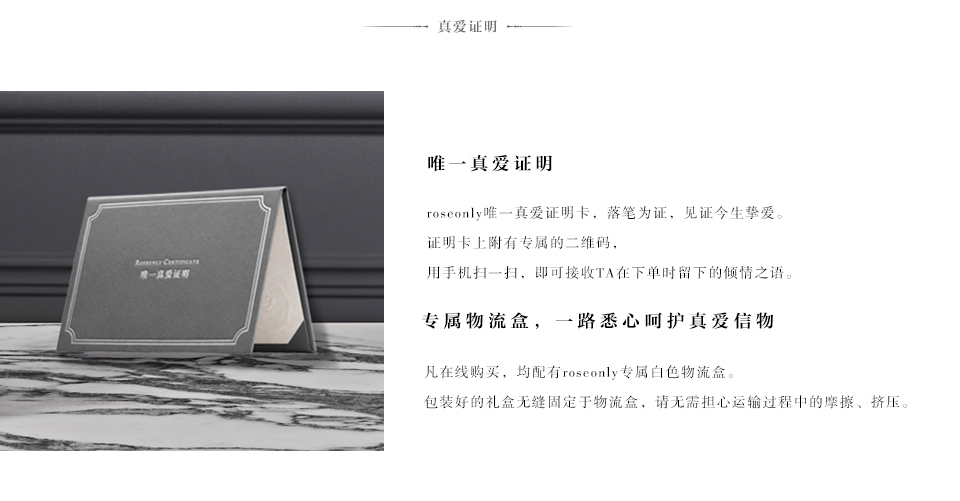 真爱证明
唯一真爱证明
roseonly唯一真爱证明卡，落笔为证，见证今生挚爱。
证明卡上附有专属的二维码，
用手机扫一扫，即可接收TA在下单时留下的倾情之语。
专属物流盒，一路悉心呵护真爱信物
凡在线购买，均配有roseonly专属白色物流盒。
包装好的礼盒无缝固定于物流盒，请无需担心运输过程中的摩擦、挤压。
ROSEONLY CERTIFICATE
唯一真爱证明